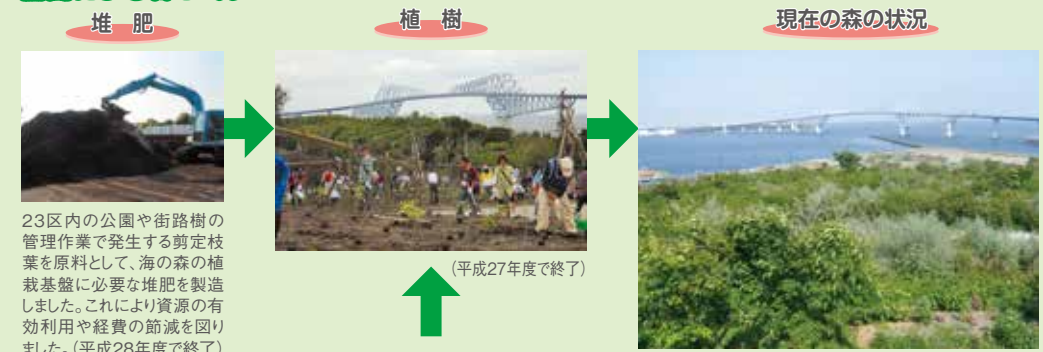 堆 肥
植 樹
現在の森の状況
23区内の公園や街路樹の
管理作業で発生する剪定枝
葉を原料として、海の森の植
栽基盤に必要な堆肥を製造
しました。これにより資源の有
効利用や経費の節減を図り
ました。(平成28年度で終了)
(平成27年度で終了)